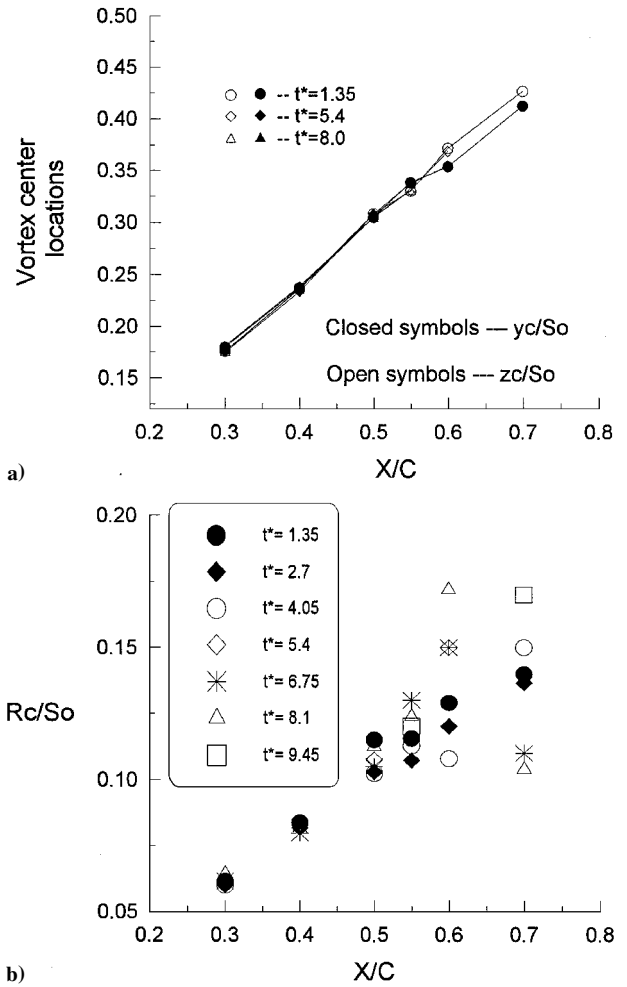 0.50
0.45
0.40
0.35
0.30
0.25
0.20
0.15
Vortex center
locations
-- t*=1.35
-- t*=5.4
-- t*=8.0
Closed symbols --- yc/So
Open symbols --- zc/So
0.2 0.3 0.4 0.5 0.6 0.7 0.8
X/C
a)
0.20
0.15
0.10
0.05
Rc/So
t*= 1.35
t*= 2.7
t*= 4.05
t*= 5.4
t*= 6.75
t*= 8.1
t*= 9.45
0.2 0.3 0.4 0.5 0.6 0.7 0.8
X/C
b)